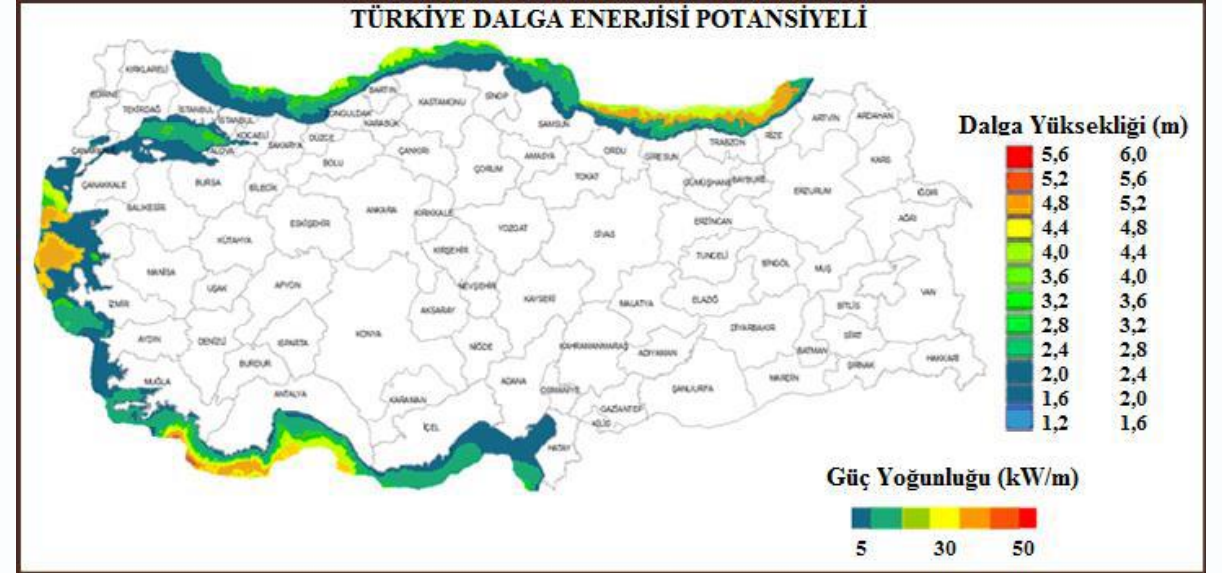 TÜRKİYE DALGA ENERJİSİ POTANSİYELİ
KIRKLARELİ
EDİRNE
TEKİRDAĞ
İSTANBUL
İSTANBUL
KOCAELİ
YALOVA
SAKARYA
DÜZCE
ZONGULDAK
BARTIN
KARABÜK
KASTAMONU
SİNOP
SAMSUN
ORDU
GİRESUN
TRABZON
RİZE
ARTVİN
ARDAHAN
ÇANAKKALE
ÇANAKKALE
BALIKESİR
BURSA
BİLECİK
BOLU
ÇANKIRI
ÇORUM
AMASYA
TOKAT
GÜMÜŞHANE
BAYBURT
ERZURUM
KARS
IĞDIR
AĞRI
ESKİŞEHİR
ANKARA
KIRIKKALE
YOZGAT
SİVAS
ERZİNCAN
TUNCELİ
BİNGÖL
MUŞ
KÜTAHYA
MANİSA
UŞAK
AFYON
KIRŞEHİR
NEVŞEHİR
KAYSERİ
MALATYA
ELAZIĞ
BİTLİS
VAN
İZMİR
AKSARAY
AYDIN
DENİZLİ
ISPARTA
KONYA
NİĞDE
KAHRAMANMARAŞ
ADIYAMAN
DİYARBAKIR
BATMAN
SİİRT
ŞIRNAK
HAKKARİ
BURDUR
MUĞLA
ANTALYA
KARAMAN
İÇEL
ADANA
OSMANİYE
GAZİANTEP
KİLİS
ŞANLIURFA
MARDİN
HATAY
Dalga Yüksekliği (m)
5,6 6,0
5,2 5,6
4,8 5,2
4,4 4,8
4,0 4,4
3,6 4,0
3,2 3,6
2,8 3,2
2,4 2,8
2,0 2,4
1,6 2,0
1,2 1,6
Güç Yoğunluğu (kW/m)
5 30 50